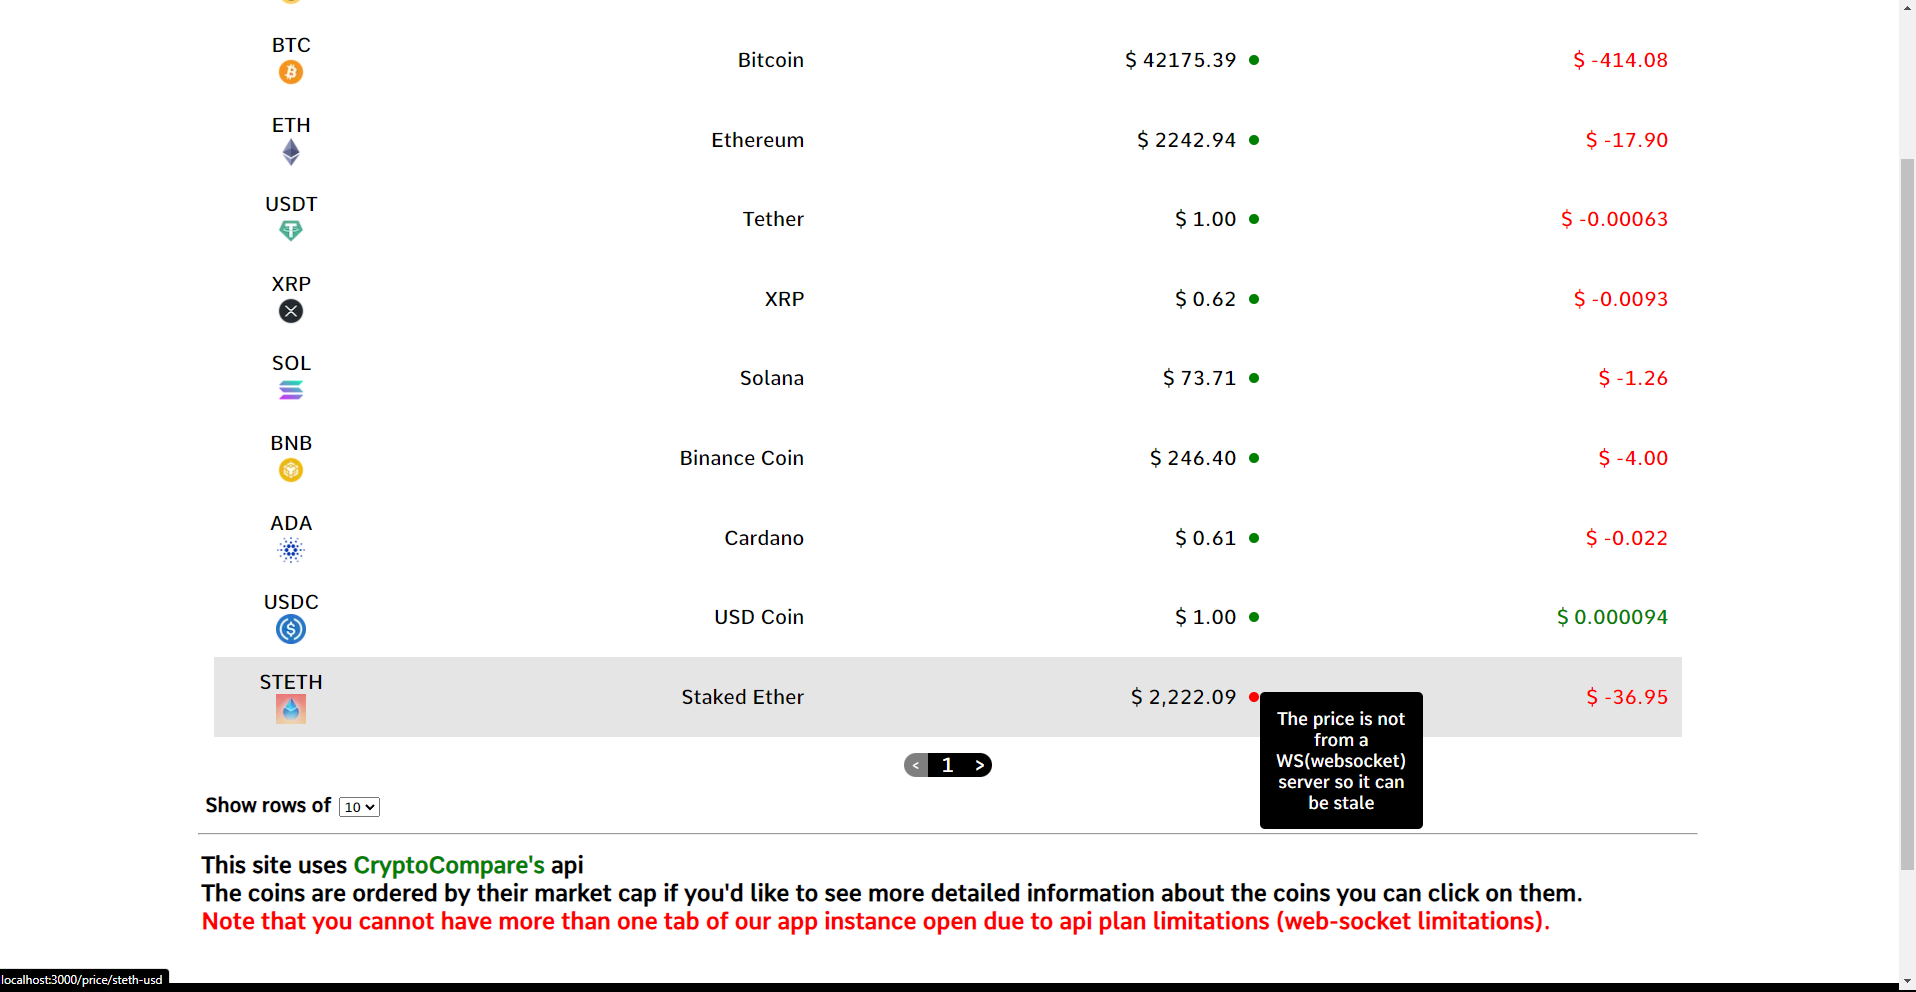 BTC
Bitcoin $ 42175.39 $ -414.08
ETH
Ethereum $ 2242.94 $ -17.90
USDT
Tether $ 1.00 $ -0.00063
XRP
XRP $ 0.62 $ -0.0093
SOL
Solana $ 73.71 $ -1.26
BNB
Binance Coin $ 246.40 $ -4.00
ADA
Cardano $ 0.61 $ -0.022
USDC
USD Coin $ 1.00 $ 0.000094
STETH
Staked Ether $ 2,222.09 $ -36.95
The price is not
from a
WS(websocket)
server so it can
be stale
< 1 >
Show rows of 10
This site uses CryptoCompare's api
The coins are ordered by their market cap if you'd like to see more detailed information about the coins you can click on them.
Note that you cannot have more than one tab of our app instance open due to api plan limitations (web-socket limitations).
localhost:3000/price/steth-usd